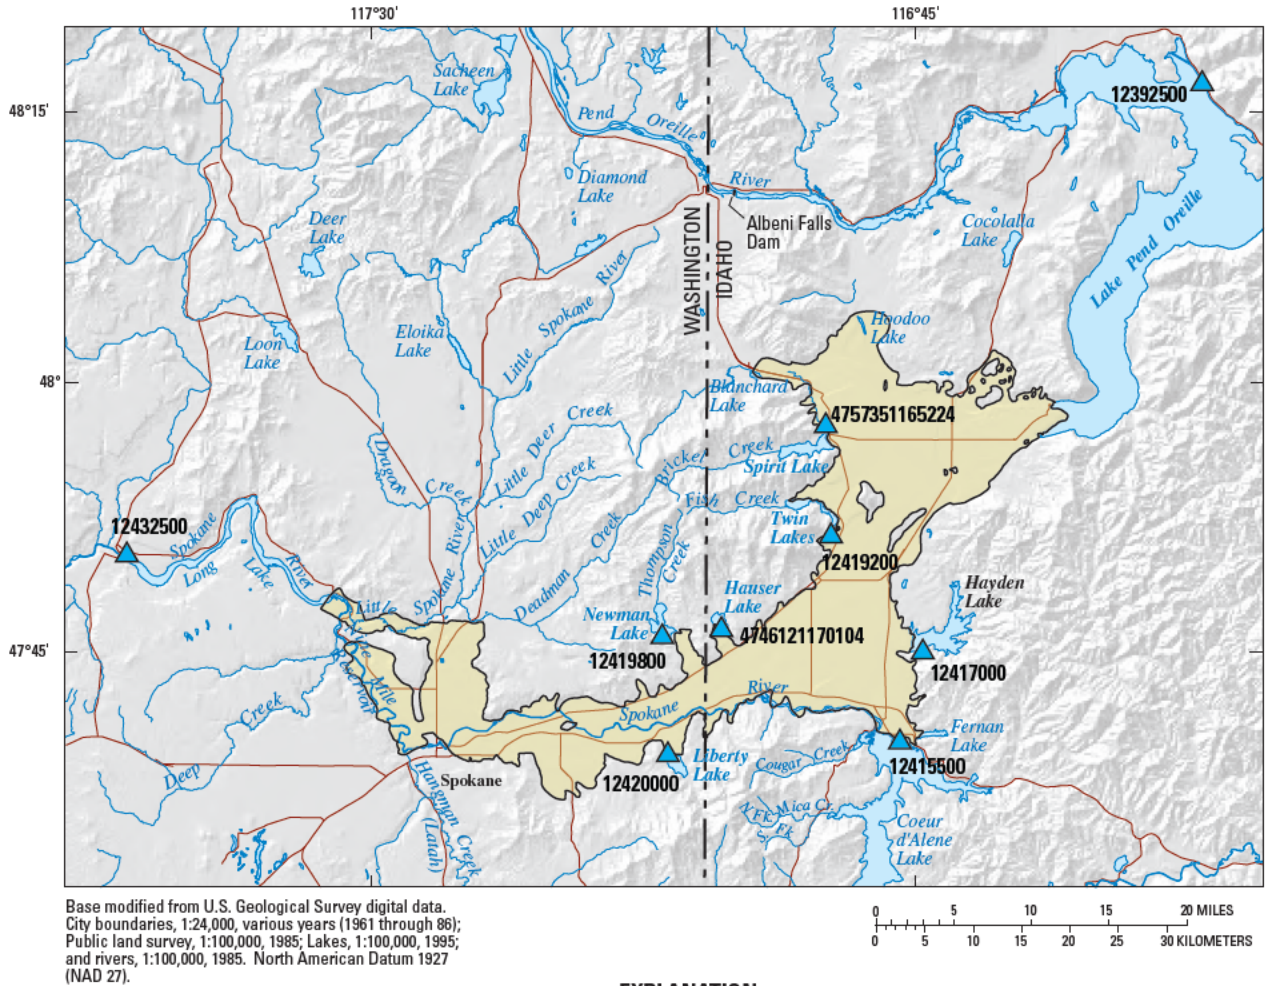 117°30'
116°45'
48°15'
48°
47°45'
Sacheen
Lake
Pend
Oreille
River
12392500
Diamond
Lake
Albeni Falls
Dam
Deer
Lake
Cocolalla
Lake
Lake Pend Oreille
WASHINGTON
IDAHO
Little Spokane River
Loon
Lake
Eloika
Lake
Hoodoo
Lake
Blanchard
Lake
4757351165224
Little Deer Creek
Dragoon
Creek
Brickel
Creek
Spirit Lake
Little Deep Creek
Fish Creek
Twin
Lakes
12432500
Spokane
River
Long
Lake
12419200
Deadman Creek
Thompson
Creek
Little
Spokane River
Hauser
Lake
Hayden
Lake
Newman
Lake
4746121170104
12419800
12417000
Nine
Mile
Reservoir
Spokane
River
Deep
Creek
Fernan
Lake
Liberty
Lake
Cougar Creek
12415500
12420000
Spokane
Hangman Creek
(Latah)
N Fk Mica Cr.
S. Fk
Coeur
d'Alene
Lake
Base modified from U.S. Geological Survey digital data.
City boundaries, 1:24,000, various years (1961 through 86);
Public land survey, 1:100,000, 1985; Lakes, 1:100,000, 1995;
and rivers, 1:100,000, 1985. North American Datum 1927
(NAD 27).
0 5 10 15 20 MILES
0 5 10 15 20 25 30 KILOMETERS
EXPLANATION